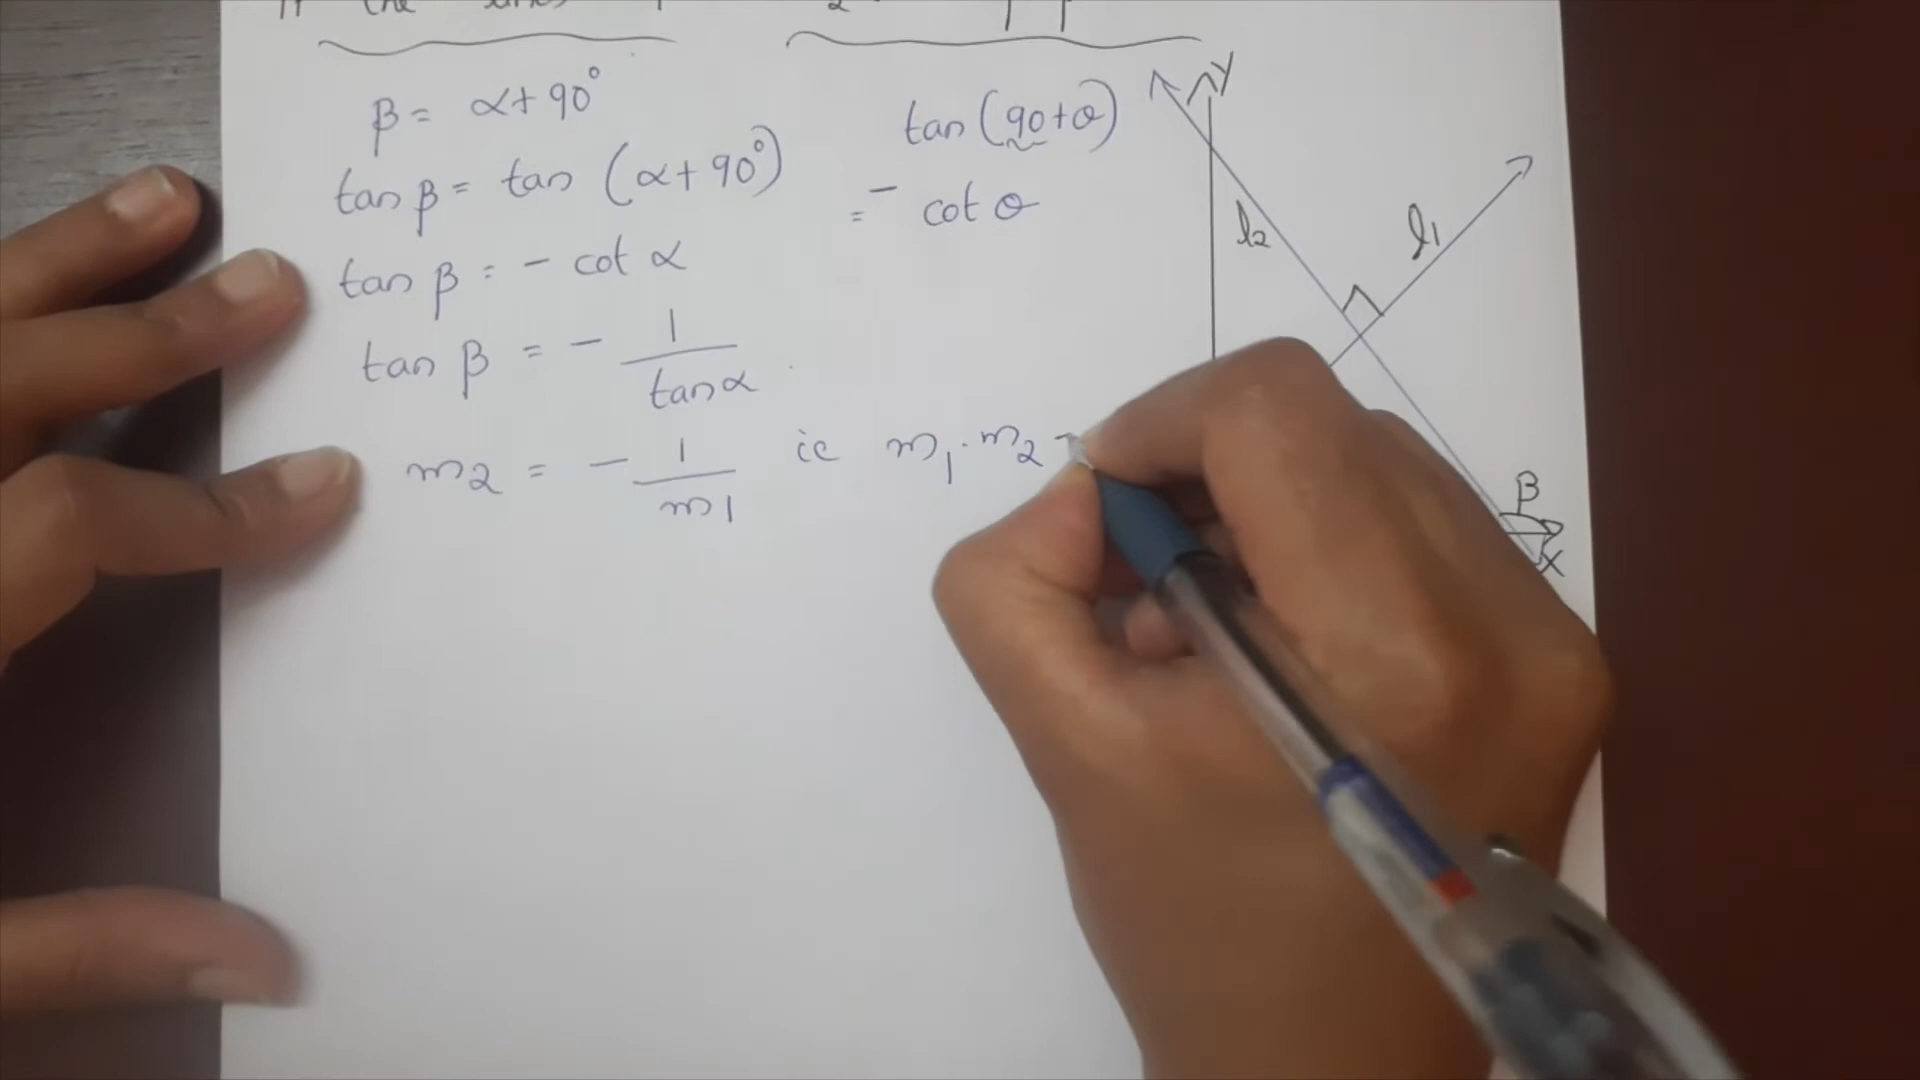 the
β = α + 90°
tan β = tan (α + 90°)
tan β = - cot α
tan β = - 1/tan α
m2 = - 1/m1 ie m1 . m2
tan (90+θ)
= - cot θ
Y
l2
l1
β
X